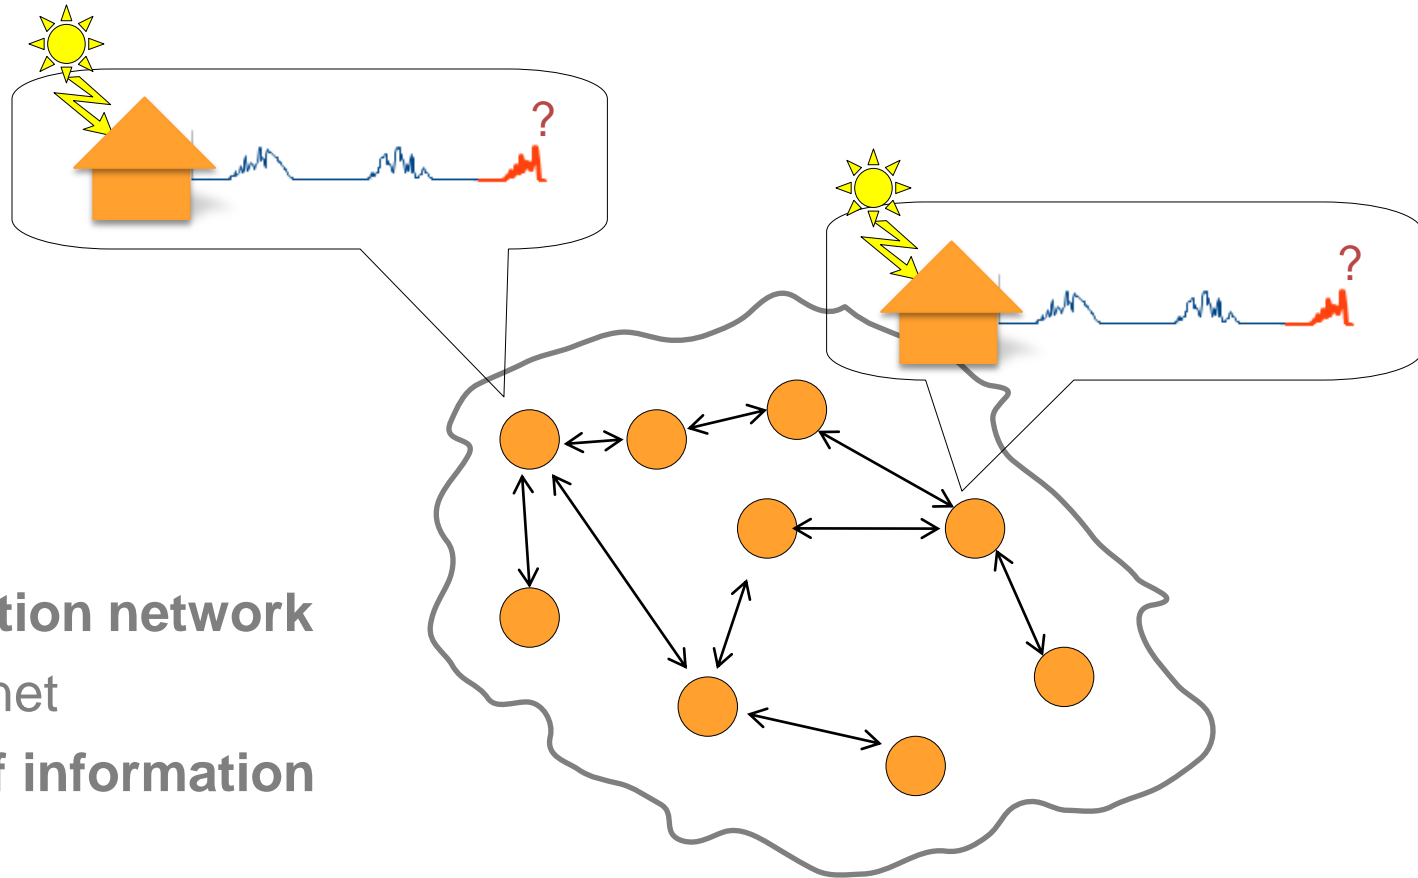 ?
?
tion network
net
f information